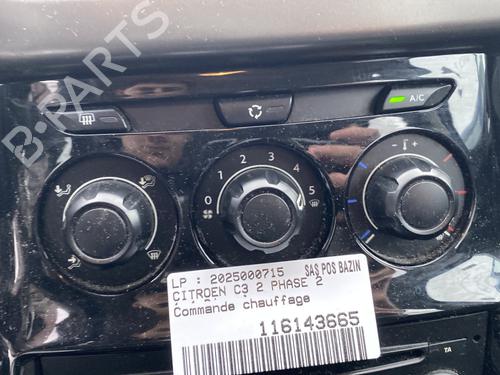 B-PARTS
A/C
0 1 2 3 4 5
LP : 2025000715 SAS POS BAZIN
CITROEN C3 2 PHASE 2
Commande chauffage
116143665
TA